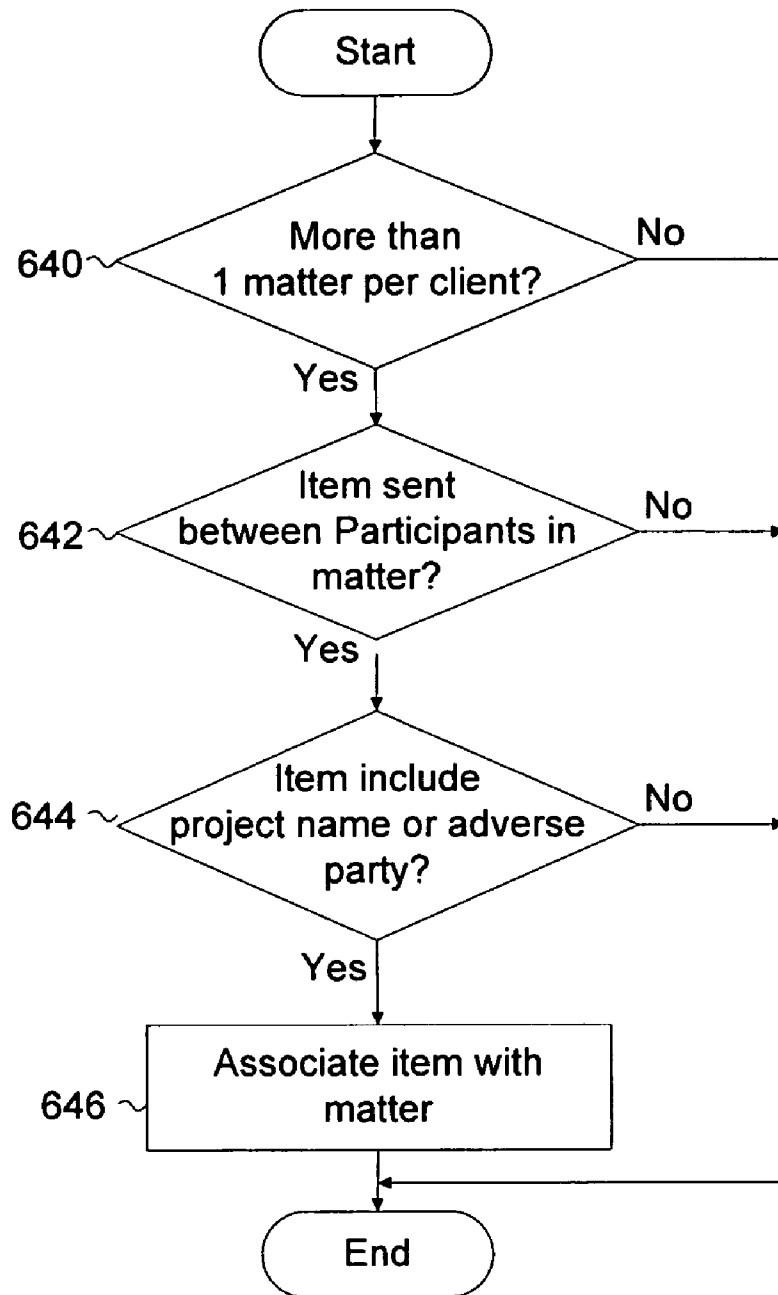 Start
640
More than
1 matter per client?
No
Yes
642
Item sent
between Participants in
matter?
No
Yes
644
Item include
project name or adverse
party?
No
Yes
646
Associate item with
matter
End